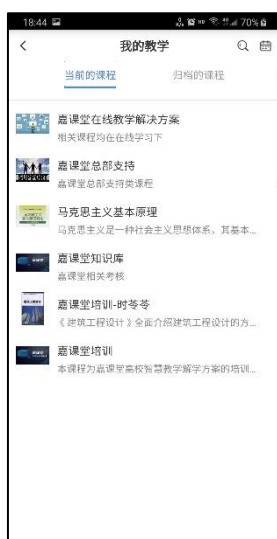 18:44
70%
我的教学
当前的课程
归档的课程
嘉课堂在线教学解决方案
相关课程均在在线学习下
SUPPORT
嘉课堂总部支持
嘉课堂总部支持类课程
马克思主义基本原理
马克思主义是一种社会主义思想体系，其基本...
嘉课堂知识库
嘉课堂相关考核
嘉课堂培训-时苓苓
《建筑工程设计》全面介绍建筑工程设计的方...
嘉课堂培训
本课程为嘉课堂高校智慧教学解学方案的培训...